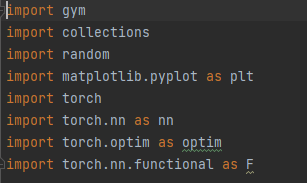 import gym
import collections
import random
import matplotlib.pyplot as plt
import torch
import torch.nn as nn
import torch.optim as optim
import torch.nn.functional as F